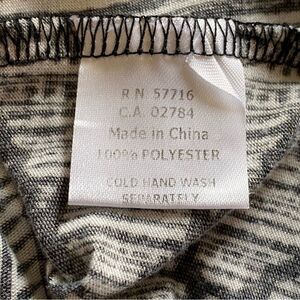 R.N. 57716
C.A. 02784
Made in China
100% POLYESTER
COLD HAND WASH
SEPARATELY